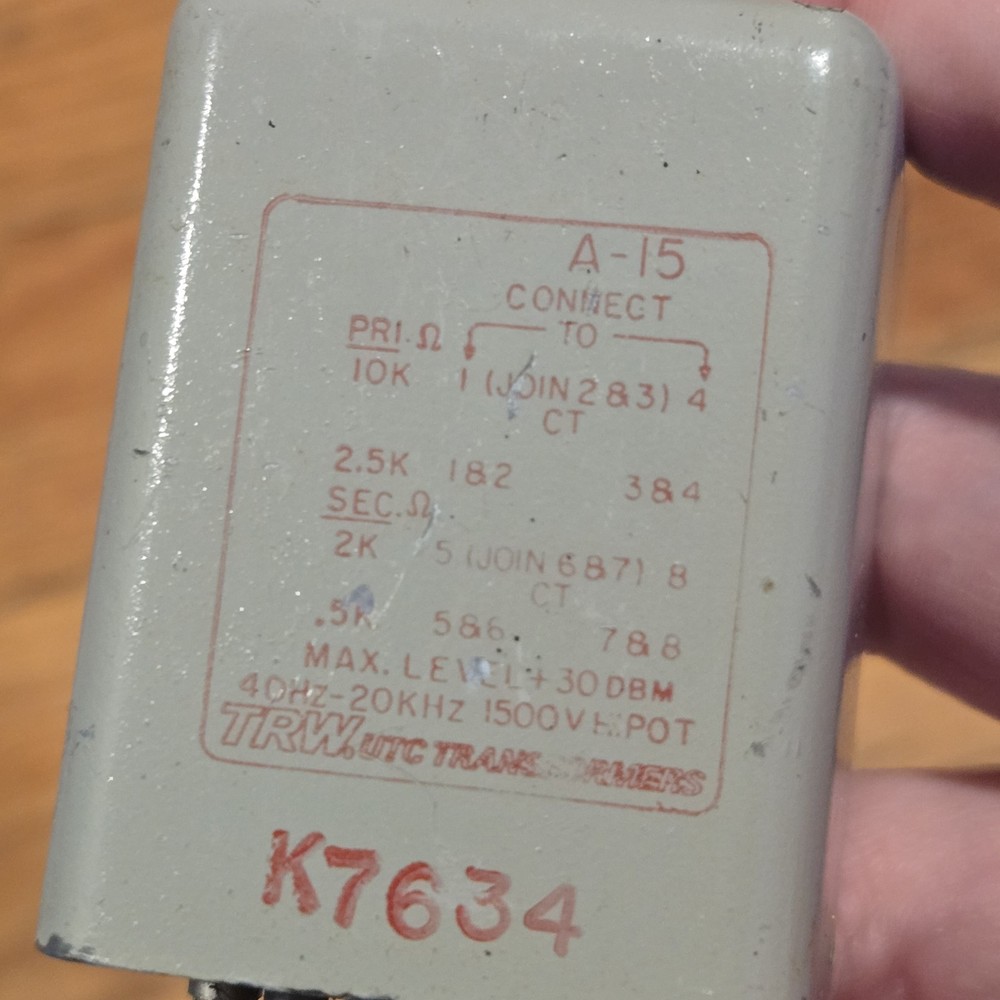 A-15
CONNECT
TO
PRI. Ω
10K 1 (JOIN 2 & 3) 4
CT
2.5K 1 & 2 3 & 4
SEC. Ω
2K 5 (JOIN 6 & 7) 8
CT
.5K 5 & 6 7 & 8
MAX. LEVEL +30 DBM
40HZ-20KHZ 1500V H.POT
TRW. UTC TRANSFORMERS
K7634